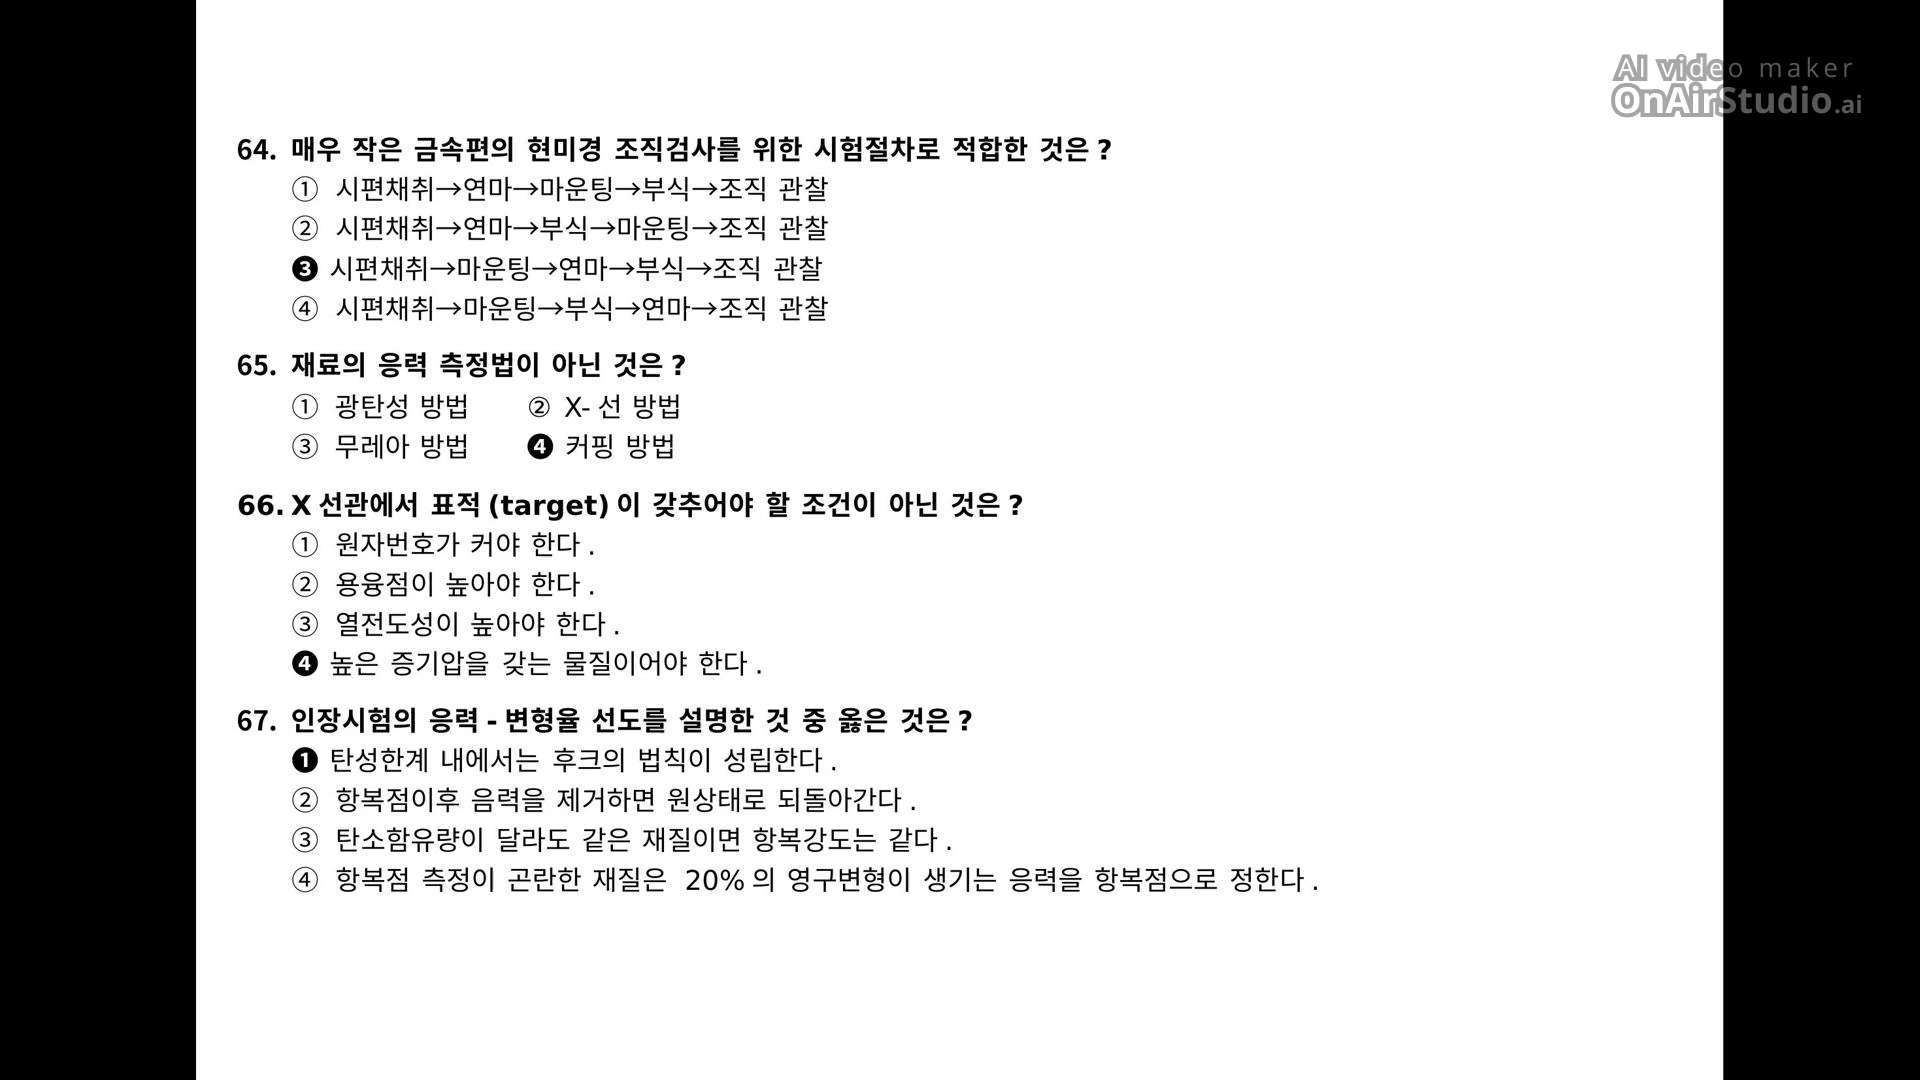 AI video maker
OnAirStudio.ai
64. 매우 작은 금속편의 현미경 조직검사를 위한 시험절차로 적합한 것은 ?
① 시편채취→연마→마운팅→부식→조직 관찰
② 시편채취→연마→부식→마운팅→조직 관찰
❸ 시편채취→마운팅→연마→부식→조직 관찰
④ 시편채취→마운팅→부식→연마→조직 관찰
65. 재료의 응력 측정법이 아닌 것은 ?
① 광탄성 방법 ② X- 선 방법
③ 무레아 방법 ❹ 커핑 방법
66. X 선관에서 표적 (target) 이 갖추어야 할 조건이 아닌 것은 ?
① 원자번호가 커야 한다 .
② 용융점이 높아야 한다 .
③ 열전도성이 높아야 한다 .
❹ 높은 증기압을 갖는 물질이어야 한다 .
67. 인장시험의 응력 - 변형율 선도를 설명한 것 중 옳은 것은 ?
❶ 탄성한계 내에서는 후크의 법칙이 성립한다 .
② 항복점이후 음력을 제거하면 원상태로 되돌아간다 .
③ 탄소함유량이 달라도 같은 재질이면 항복강도는 같다 .
④ 항복점 측정이 곤란한 재질은 20% 의 영구변형이 생기는 응력을 항복점으로 정한다 .